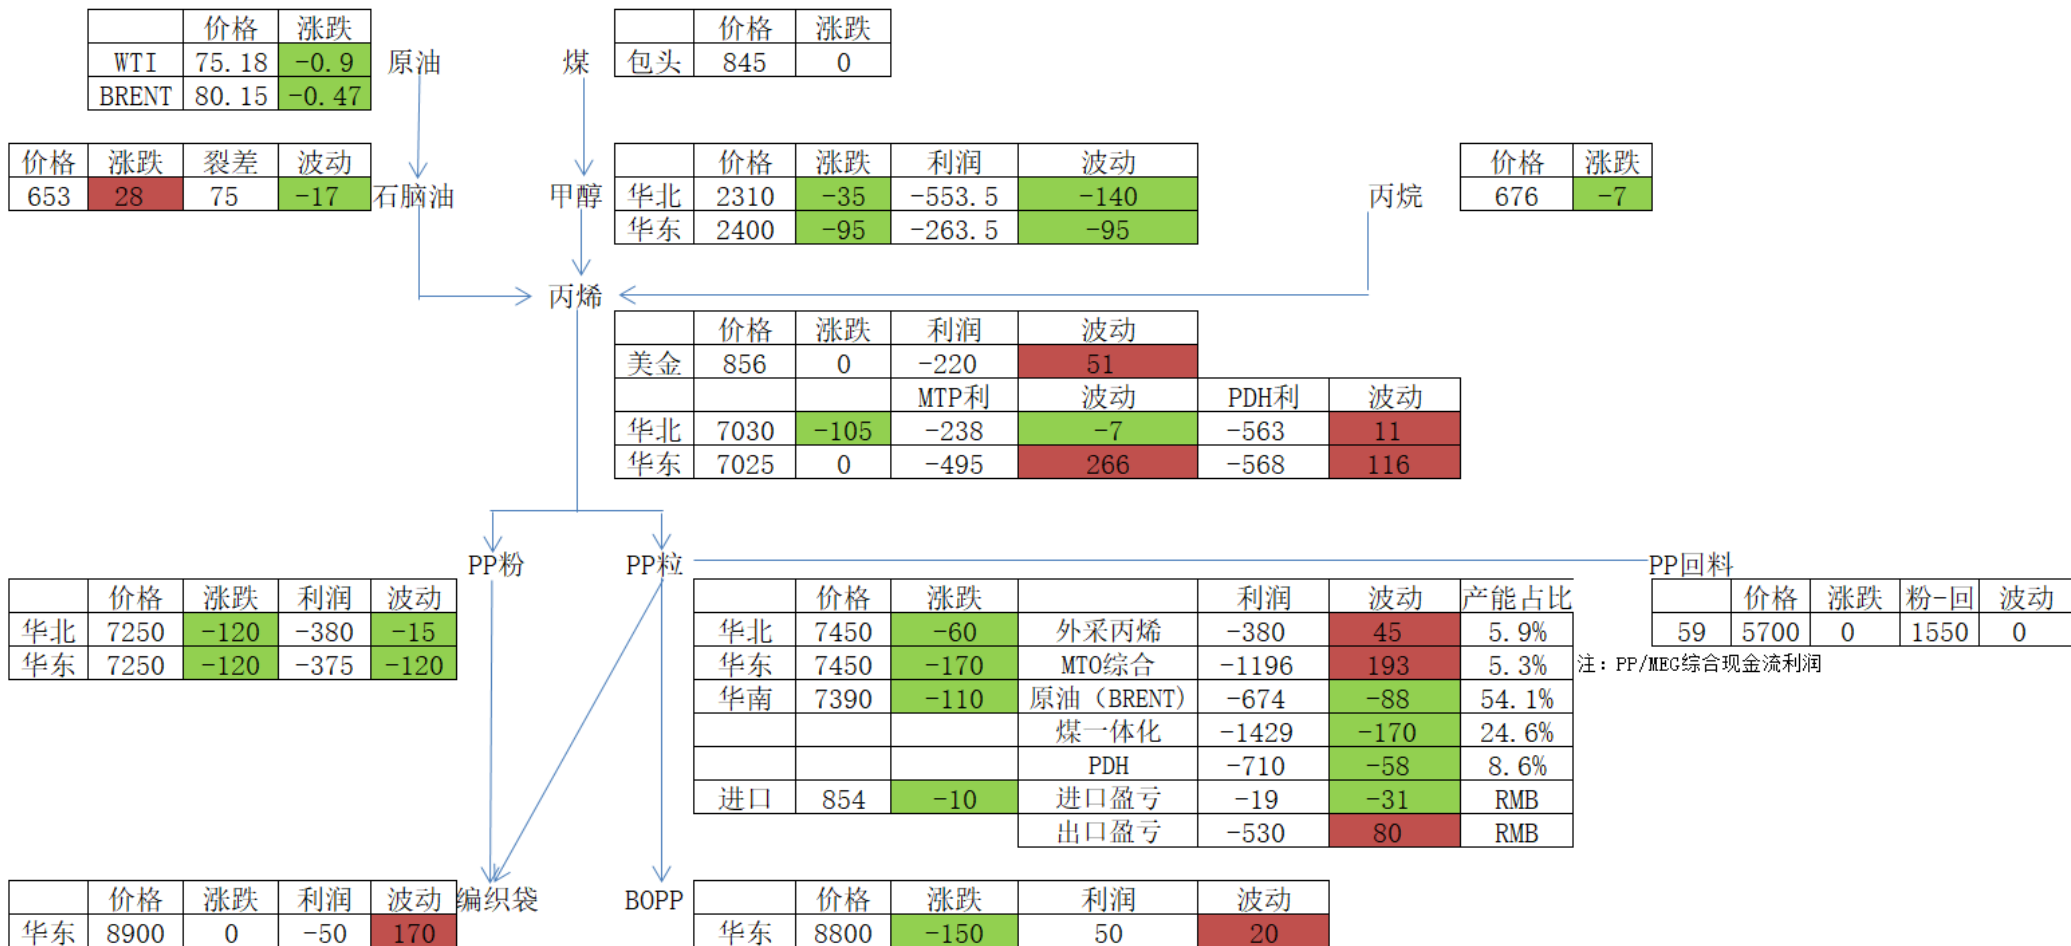 价格 涨跌 价格 涨跌
WTI 75.18 -0.9 原油 煤 包头 845 0
BRENT 80.15 -0.47
价格 涨跌 裂差 波动 价格 涨跌 利润 波动 价格 涨跌
653 28 75 -17 石脑油 甲醇 华北 2310 -35 -553.5 -140 丙烷 676 -7
华东 2400 -95 -263.5 -95
丙烯
价格 涨跌 利润 波动
美金 856 0 -220 51
MTP利 波动 PDH利 波动
华北 7030 -105 -238 -7 -563 11
华东 7025 0 -495 266 -568 116
PP粉 PP粒 PP回料
价格 涨跌 利润 波动 价格 涨跌 利润 波动 产能占比 价格 涨跌 粉-回 波动
华北 7250 -120 -380 -15 华北 7450 -60 外采丙烯 -380 45 5.9% 59 5700 0 1550 0
华东 7250 -120 -375 -120 华东 7450 -170 MTO综合 -1196 193 5.3% 注：PP/MEG综合现金流利润
华南 7390 -110 原油（BRENT) -674 -88 54.1%
煤一体化 -1429 -170 24.6%
PDH -710 -58 8.6%
进口 854 -10 进口盈亏 -19 -31 RMB
出口盈亏 -530 80 RMB
价格 涨跌 利润 波动 编织袋 BOPP 价格 涨跌 利润 波动
华东 8900 0 -50 170 华东 8800 -150 50 20